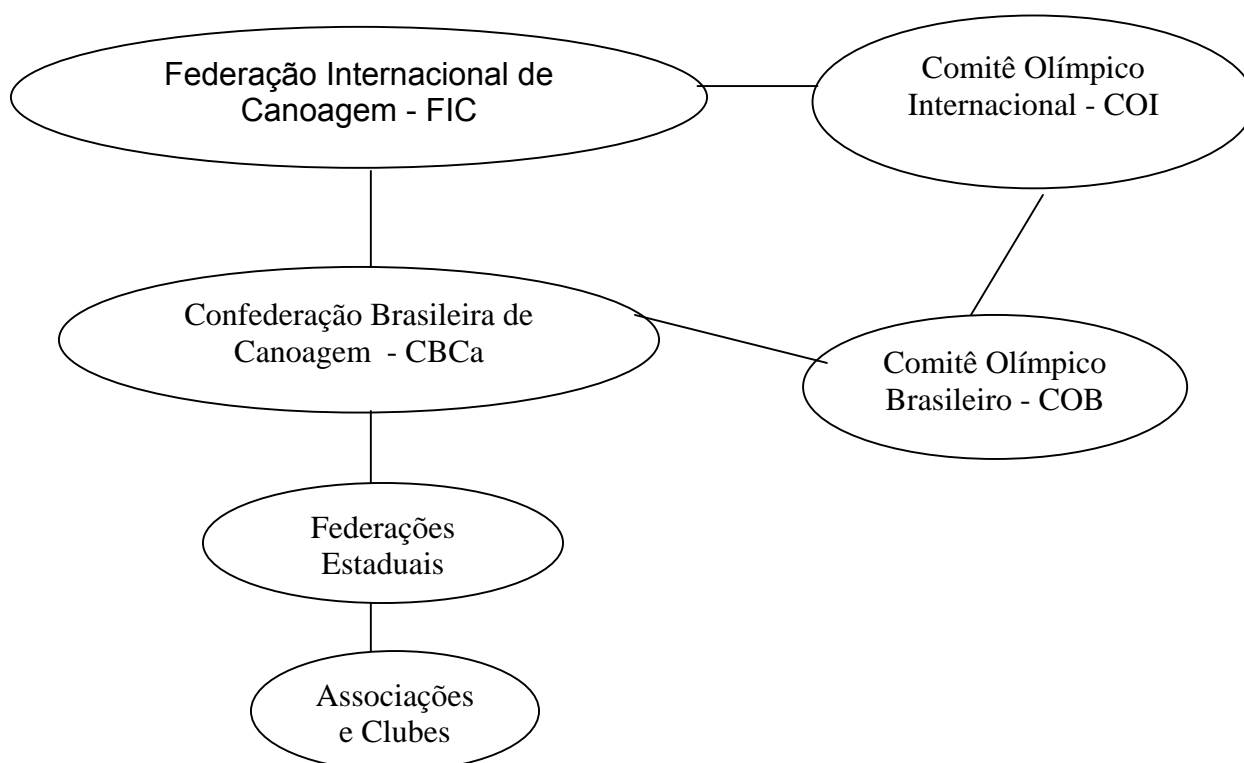 Federação Internacional de
Canoagem - FIC
Comitê Olímpico
Internacional - COI
Confederação Brasileira de
Canoagem - CBCa
Comitê Olímpico
Brasileiro - COB
Federações
Estaduais
Associações
e Clubes